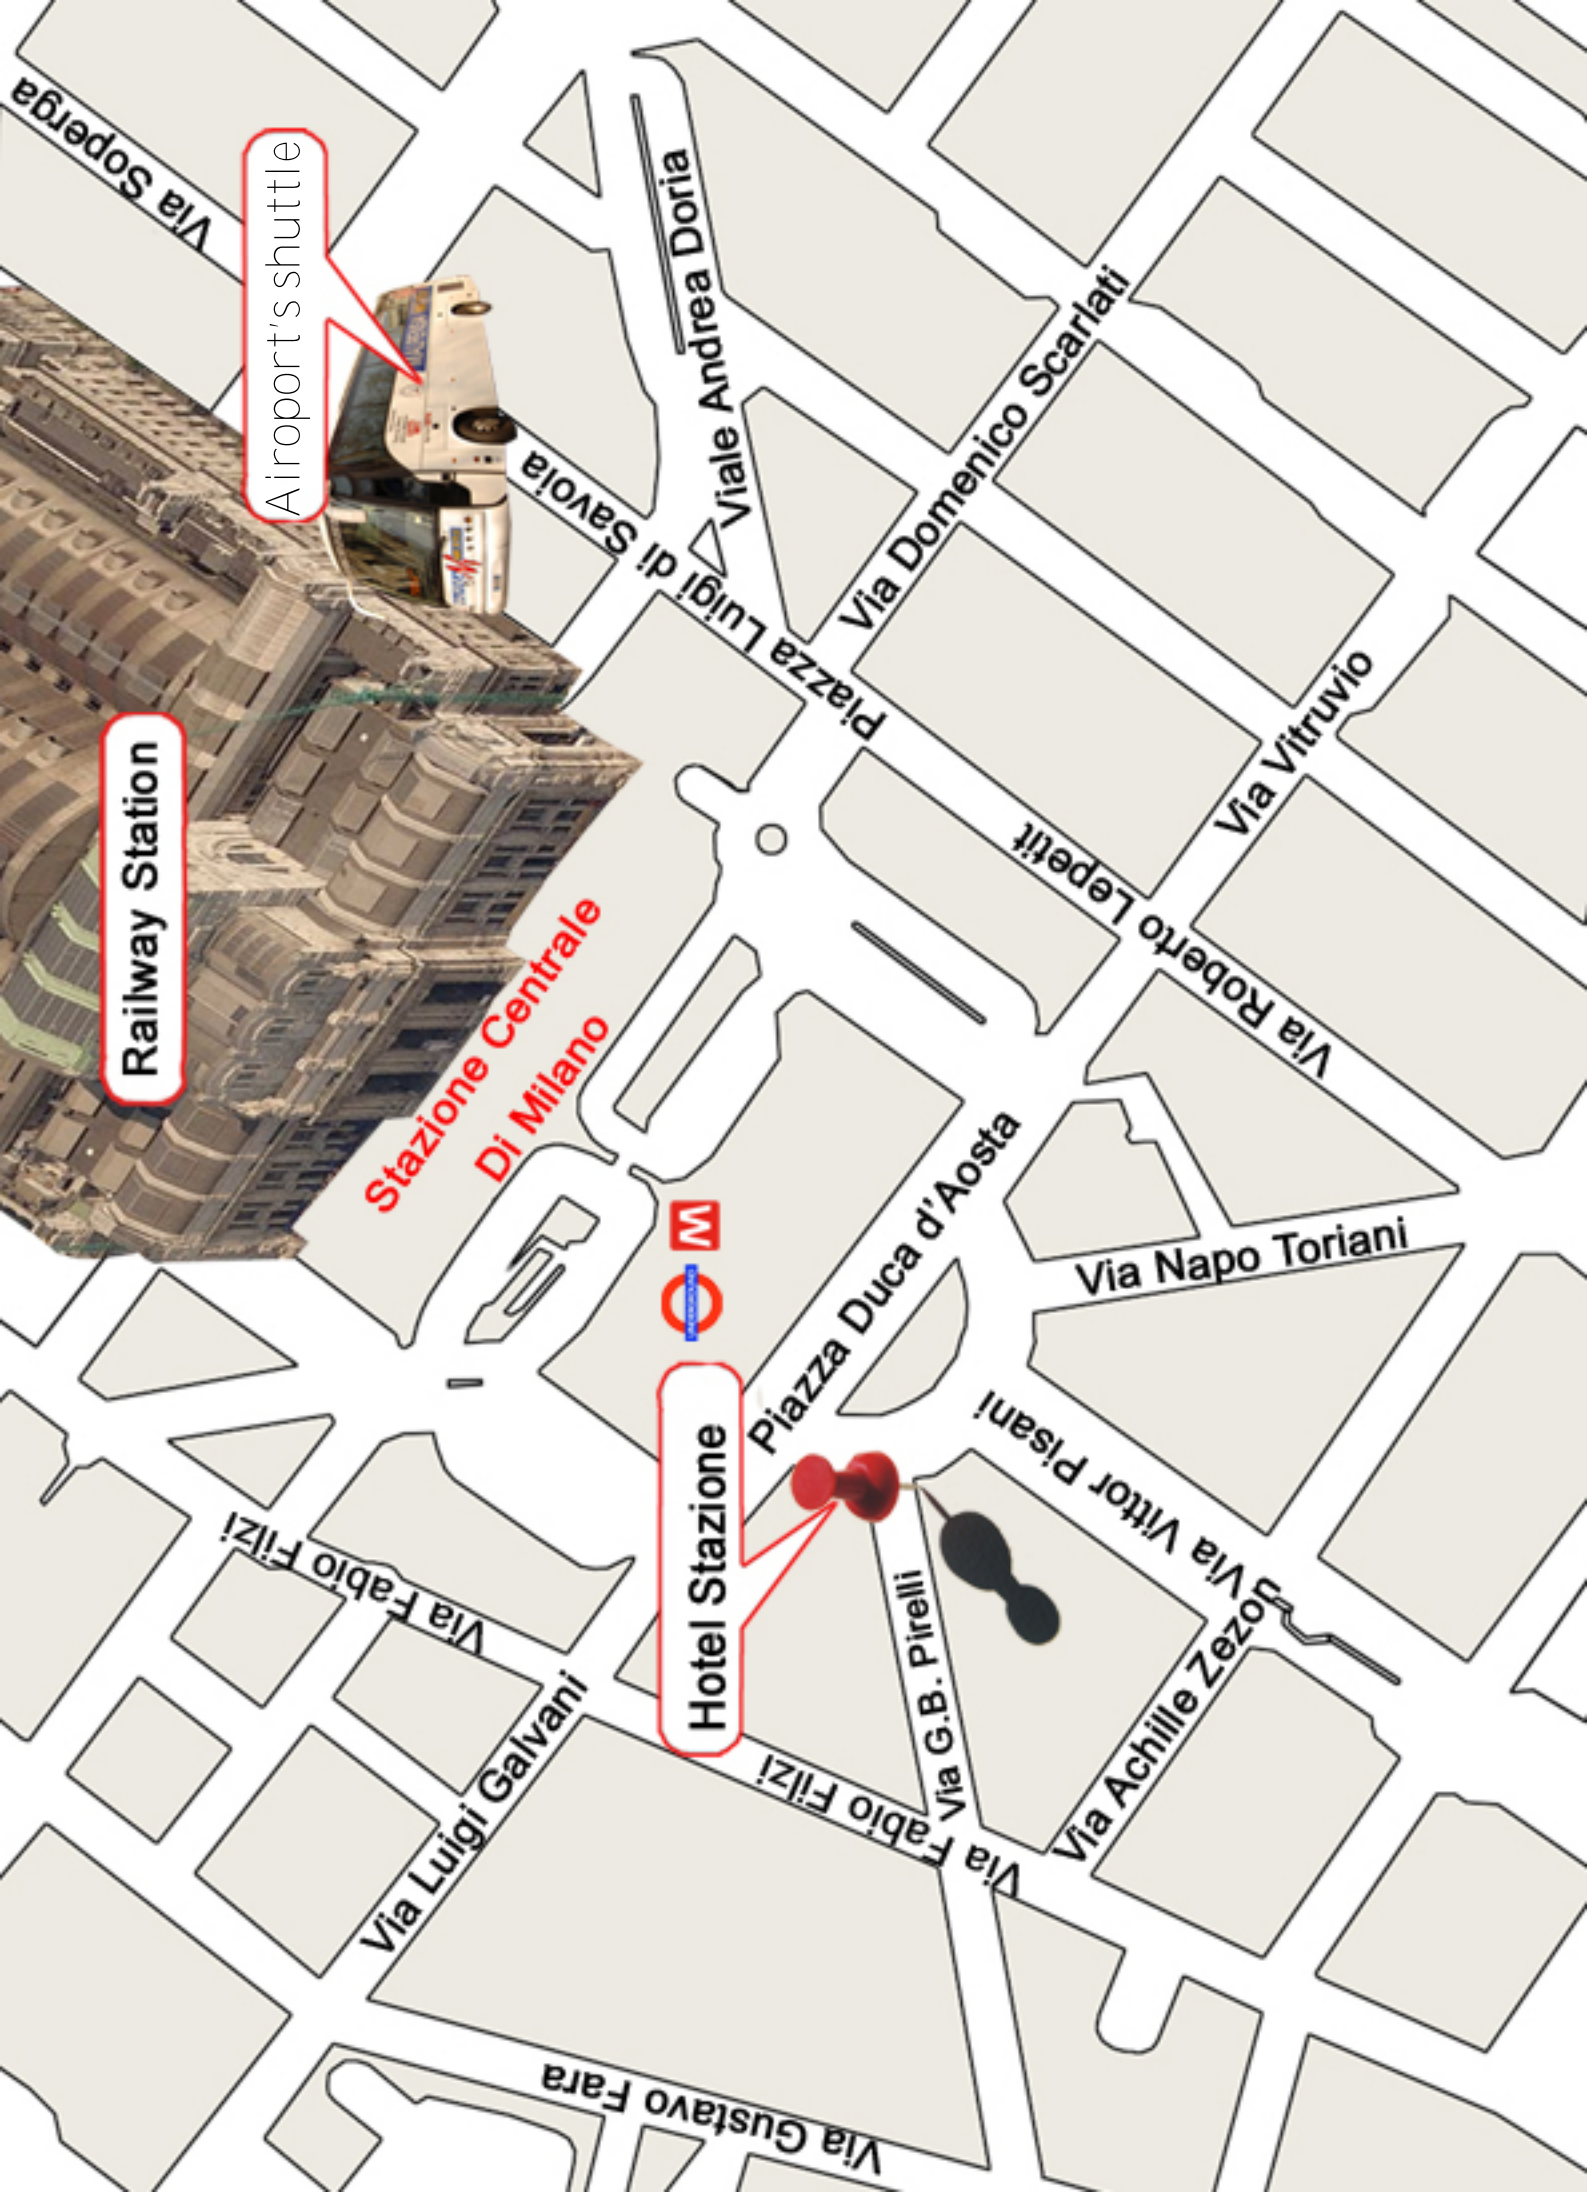 Via Soperga
Airoport's shuttle
Railway Station
Viale Andrea Doria
Piazza Luigi di Savoia
Via Domenico Scarlati
Via Vitruvio
Via Roberto Lepetit
Stazione Centrale
Di Milano
M
UNDERGROUND
Piazza Duca d'Aosta
Via Napo Toriani
Hotel Stazione
Via Vittor Pisani
Via Fabio Filzi
Via G.B. Pirelli
Via Achille Zezog
Via Luigi Galvani
Via Fabio Filzi
Via Gustavo Fara